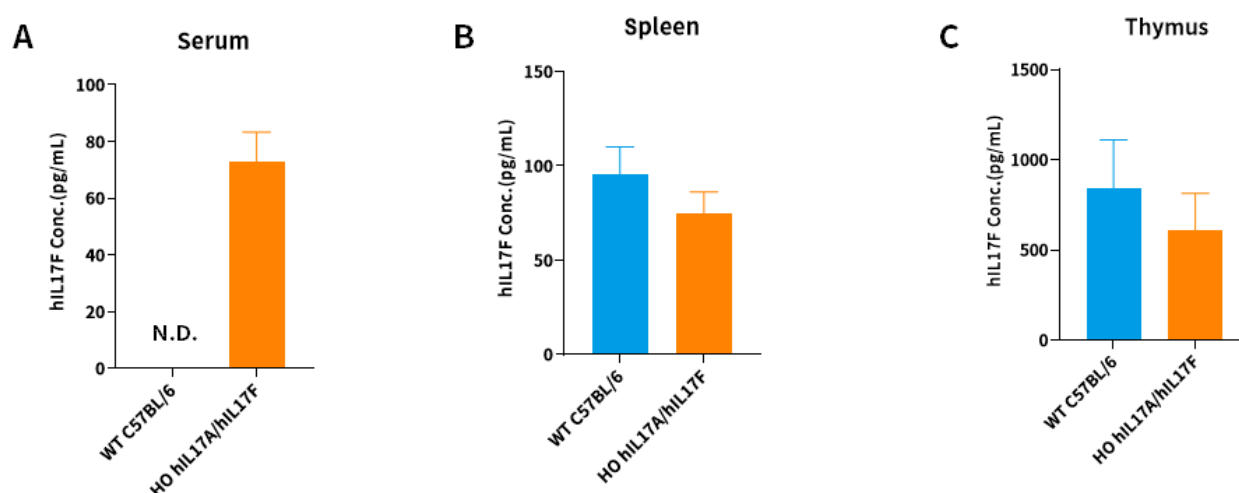 A
Serum
hIL17F Conc.(pg/mL)
100
80
60
40
20
0
N.D.
WT C57BL/6
HO hIL17A/hIL17F
B
Spleen
hIL17F Conc.(pg/mL)
150
100
50
0
WT C57BL/6
HO hIL17A/hIL17F
C
Thymus
hIL17F Conc.(pg/mL)
1500
1000
500
0
WT C57BL/6
HO hIL17A/hIL17F